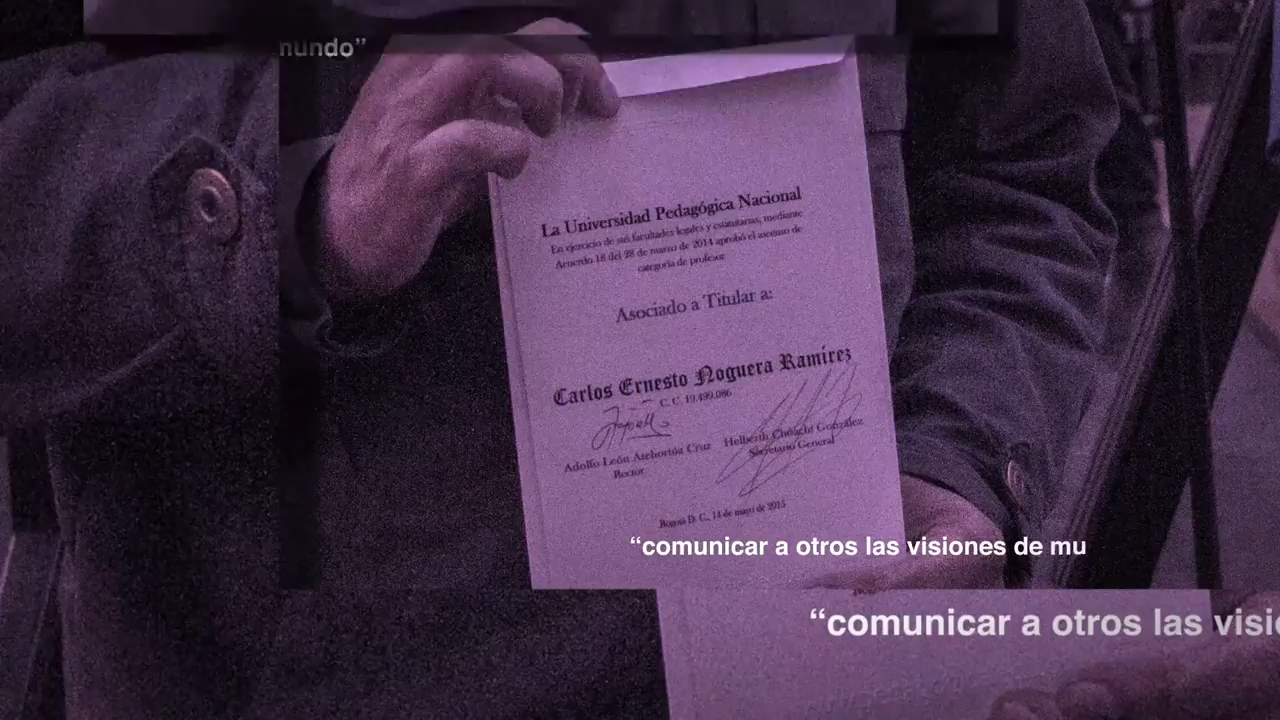 mundo”
La Universidad Pedagógica Nacional
En ejercicio de sus facultades legales y estatutarias, mediante
Acuerdo 18 del 28 de marzo de 2014 aprobó el ascenso de
categoría de profesor
Asociado a Titular a:
Carlos Ernesto Noguera Ramírez
C. C. 19.499.086
Adolfo León Atehortúa Cruz
Rector
Helberth Choachí González
Secretario General
Bogotá D. C., 14 de mayo de 2015
“comunicar a otros las visiones de mu
“comunicar a otros las visio